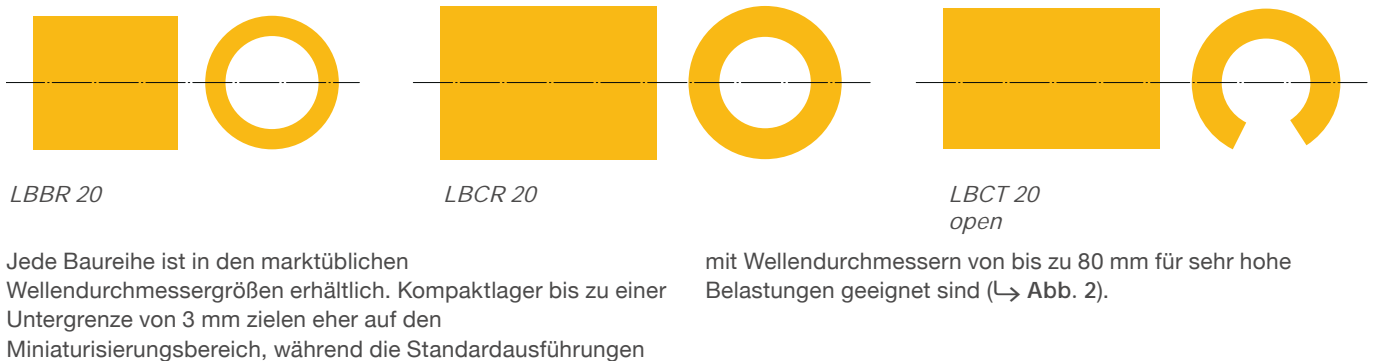 LBBR 20
LBCR 20
LBCT 20
open
Jede Baureihe ist in den marktüblichen
Wellendurchmessergrößen erhältlich. Kompaktlager bis zu einer
Untergrenze von 3 mm zielen eher auf den
Miniaturisierungsbereich, während die Standardausführungen
mit Wellendurchmessern von bis zu 80 mm für sehr hohe
Belastungen geeignet sind (↳ Abb. 2).